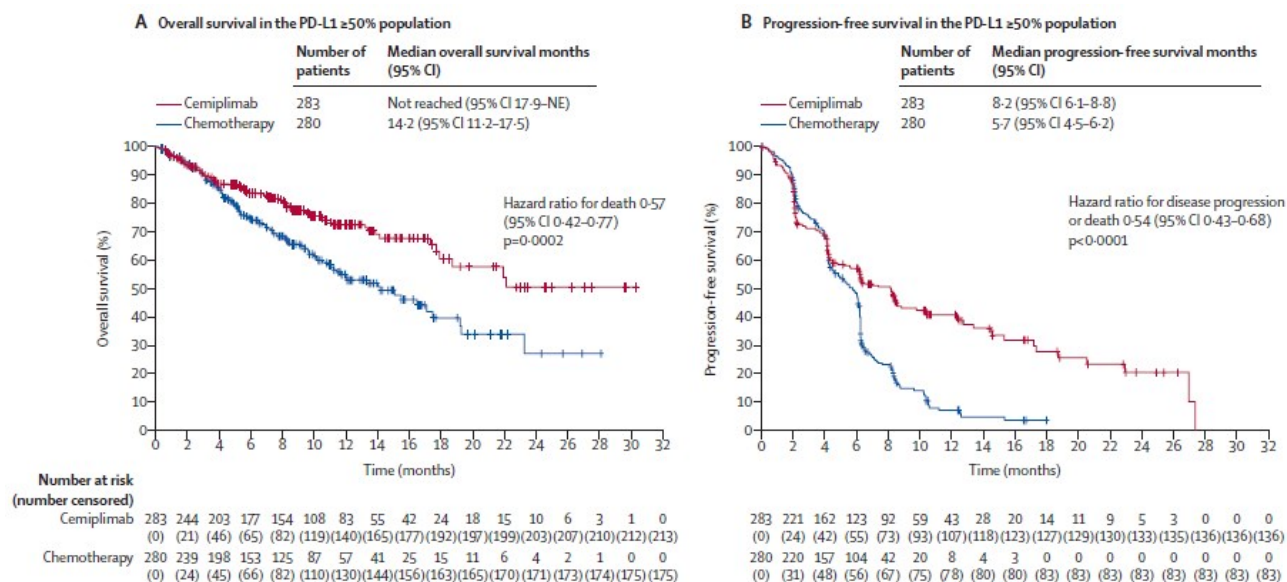 A Overall survival in the PD-L1 ≥50% population
Number of patients
Median overall survival months (95% CI)
Cemiplimab 283 Not reached (95% CI 17·9–NE)
Chemotherapy 280 14·2 (95% CI 11·2–17·5)
100
90
80
70
60
50
40
30
20
10
0
Overall survival (%)
Hazard ratio for death 0·57
(95% CI 0·42–0·77)
p=0·0002
0 2 4 6 8 10 12 14 16 18 20 22 24 26 28 30 32
Time (months)
Number at risk
(number censored)
Cemiplimab 283 244 203 177 154 108 83 55 42 24 18 15 10 6 3 1 0
(0) (21) (46) (65) (82) (119) (140) (165) (177) (192) (197) (199) (203) (207) (210) (212) (213)
Chemotherapy 280 239 198 153 125 87 57 41 25 15 11 6 4 2 1 0 0
(0) (24) (45) (66) (82) (110) (130) (144) (156) (163) (165) (170) (171) (173) (174) (175) (175)
B Progression-free survival in the PD-L1 ≥50% population
Number of patients
Median progression-free survival months (95% CI)
Cemiplimab 283 8·2 (95% CI 6·1–8·8)
Chemotherapy 280 5·7 (95% CI 4·5–6·2)
100
90
80
70
60
50
40
30
20
10
0
Progression-free survival (%)
Hazard ratio for disease progression
or death 0·54 (95% CI 0·43–0·68)
p<0·0001
0 2 4 6 8 10 12 14 16 18 20 22 24 26 28 30 32
Time (months)
283 221 162 123 92 59 43 28 20 14 11 9 5 3 0 0 0
(0) (24) (42) (55) (73) (93) (107) (118) (123) (127) (129) (130) (133) (135) (136) (136) (136)
280 220 157 104 42 20 8 4 3 0 0 0 0 0 0 0 0
(0) (31) (48) (56) (67) (75) (78) (80) (80) (83) (83) (83) (83) (83) (83) (83) (83)